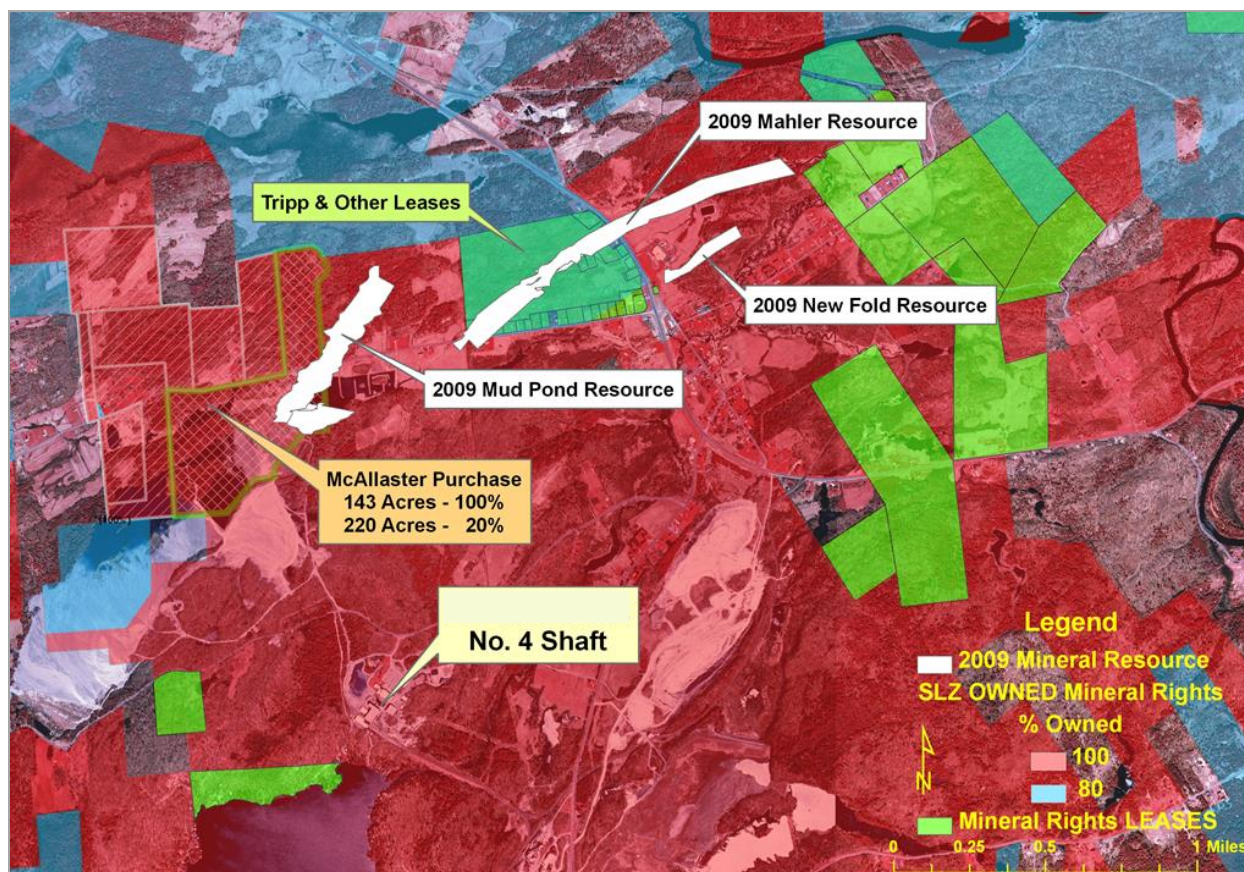 2009 Mahler Resource
Tripp & Other Leases
2009 New Fold Resource
2009 Mud Pond Resource
McAllaster Purchase
143 Acres - 100%
220 Acres - 20%
No. 4 Shaft
Legend
2009 Mineral Resource
SLZ OWNED Mineral Rights
% Owned
100
80
N
Mineral Rights LEASES
0 0.25 0.5 1 Miles